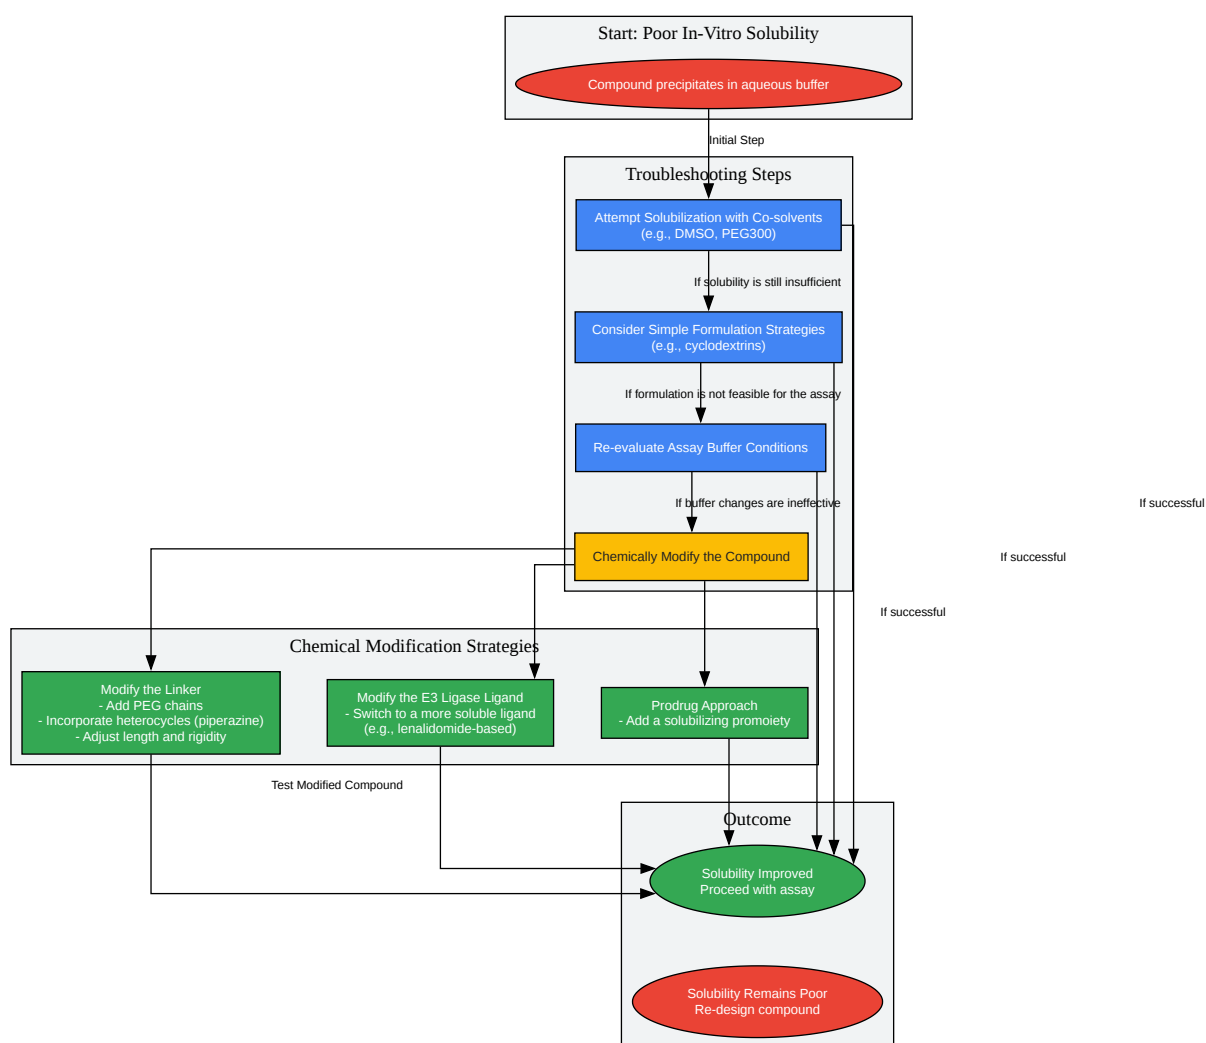 Start: Poor In-Vitro Solubility
Compound precipitates in aqueous buffer
Initial Step
Troubleshooting Steps
Attempt Solubilization with Co-solvents
(e.g., DMSO, PEG300)
If solubility is still insufficient
Consider Simple Formulation Strategies
(e.g., cyclodextrins)
If formulation is not feasible for the assay
Re-evaluate Assay Buffer Conditions
If buffer changes are ineffective
If successful
Chemically Modify the Compound
If successful
If successful
Chemical Modification Strategies
Modify the Linker
- Add PEG chains
- Incorporate heterocycles (piperazine)
- Adjust length and rigidity
Modify the E3 Ligase Ligand
- Switch to a more soluble ligand
(e.g., lenalidomide-based)
Prodrug Approach
- Add a solubilizing promoiety
Test Modified Compound
Outcome
Solubility Improved
Proceed with assay
Solubility Remains Poor
Re-design compound